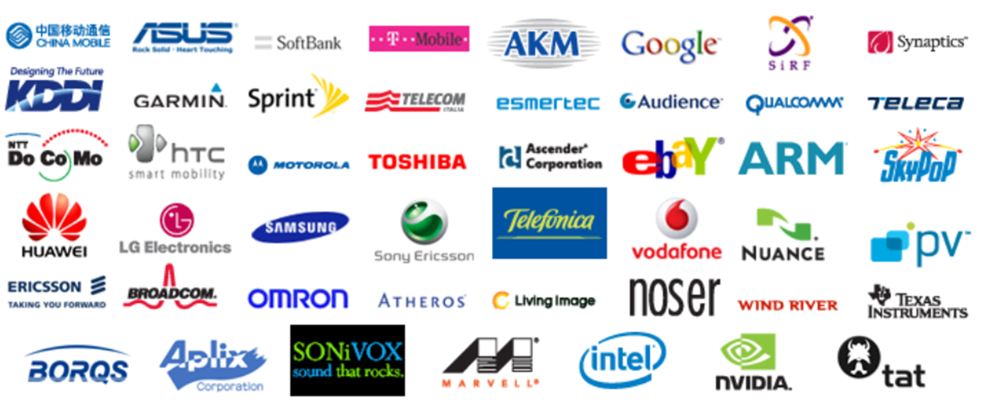 中国移动通信
CHINA MOBILE
ASUS
Rock Solid · Heart Touching
SoftBank
··T··Mobile·
AKM
Google
SiRF
Synaptics
Designing The Future
KDDI
GARMIN
Sprint
TELECOM
ITALIA
esmertec
Audience
QUALCOMM
TELECA
NTT
DoCoMo
hTC
smart mobility
MOTOROLA
TOSHIBA
Ascender
Corporation
ebaY
ARM
SKYPOP
HUAWEI
LG Electronics
SAMSUNG
Sony Ericsson
Telefónica
vodafone
NUANCE
pv
ERICSSON
TAKING YOU FORWARD
BROADCOM.
OMRON
ATHEROS
Living Image
noser
WIND RIVER
TEXAS
INSTRUMENTS
BORQS
Aplix
Corporation
SONiVOX
sound that rocks.
MARVELL
intel
NVIDIA.
tat